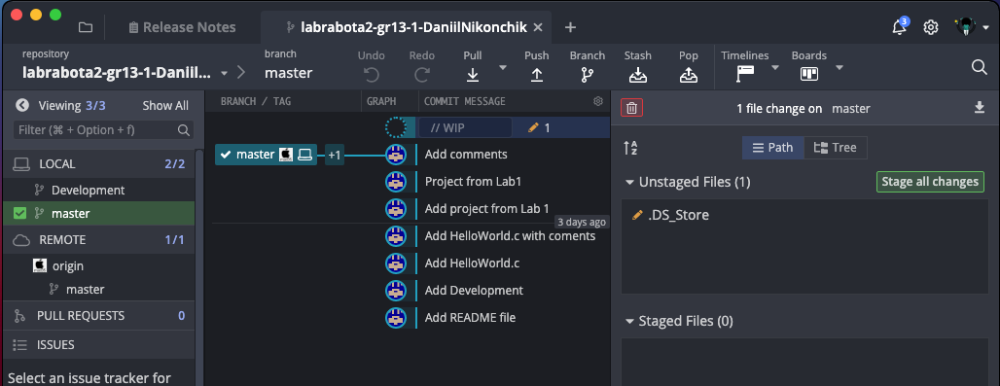 Release Notes
labrabota2-gr13-1-DaniilNikonchik
3
repository
labrabota2-gr13-1-Daniil...
branch
master
Undo
Redo
Pull
Push
Branch
Stash
Pop
Timelines
Boards
Viewing 3/3
Show All
Filter (⌘ + Option + f)
LOCAL 2/2
Development
master
REMOTE 1/1
origin
master
PULL REQUESTS 0
ISSUES
Select an issue tracker for
BRANCH / TAG
GRAPH
COMMIT MESSAGE
// WIP
1
master
+1
Add comments
Project from Lab1
Add project from Lab 1
3 days ago
Add HelloWorld.c with coments
Add HelloWorld.c
Add Development
Add README file
1 file change on master
A
Z
Path
Tree
Unstaged Files (1)
Stage all changes
.DS_Store
Staged Files (0)